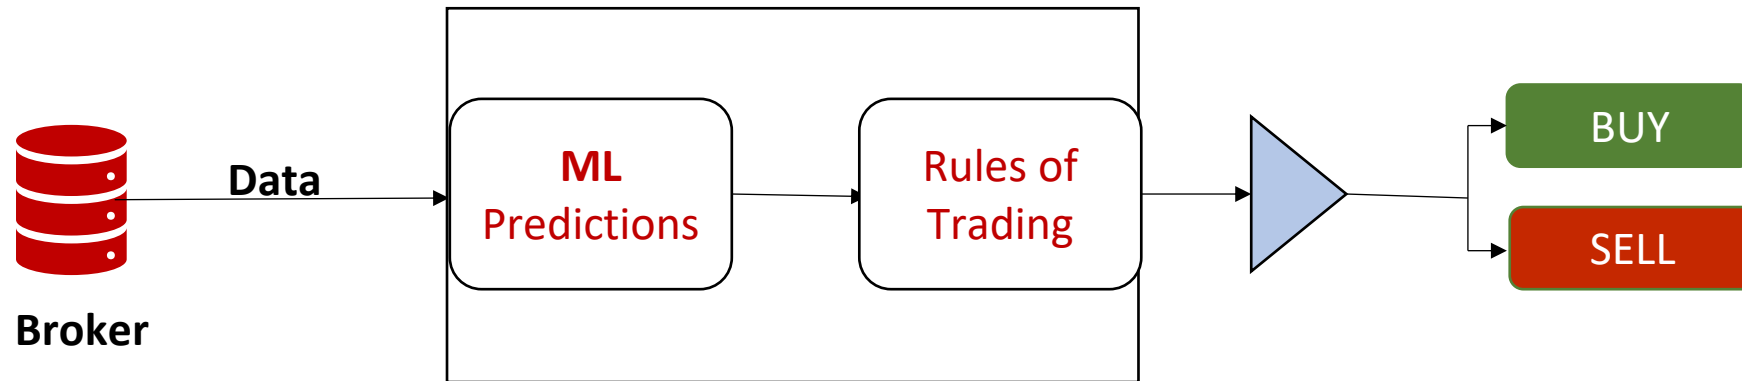 Broker
Data
ML
Predictions
Rules of
Trading
BUY
SELL